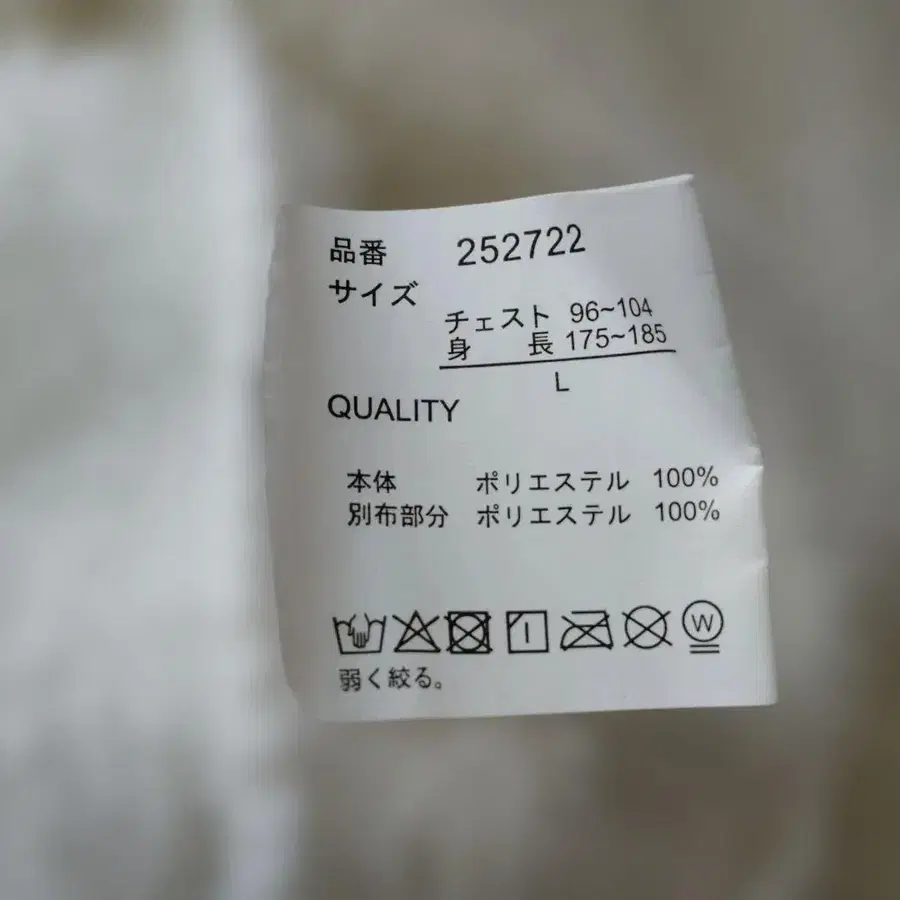 品番 252722
サイズ
チェスト 96~104
身 長 175~185
L
QUALITY
本体 ポリエステル 100%
別布部分 ポリエステル 100%
W
弱く絞る。